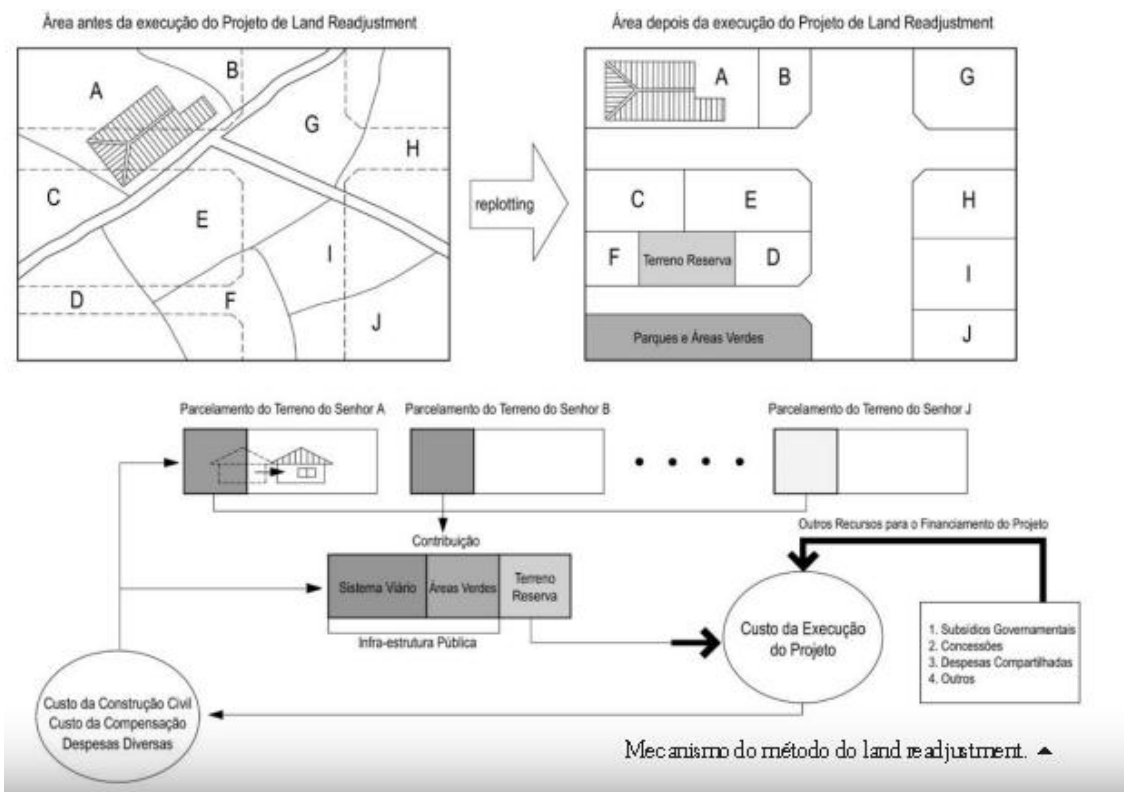 Área antes da execução do Projeto de Land Readjustment
Área depois da execução do Projeto de Land Readjustment
A
B
G
H
C
E
I
D
F
J
replotting
A
B
G
C
E
H
F
Terreno Reserva
D
I
Parques e Áreas Verdes
J
Parcelamento do Terreno do Senhor A
Parcelamento do Terreno do Senhor B
Parcelamento do Terreno do Senhor J
Contribuição
Sistema Viário
Áreas Verdes
Terreno
Reserva
Infra-estrutura Pública
Outros Recursos para o Financiamento do Projeto
Custo da Execução
do Projeto
1. Subsídios Governamentais
2. Concessões
3. Despesas Compartilhadas
4. Outros
Custo da Construção Civil
Custo da Compensação
Despesas Diversas
Mecanismo do método do land readjustment.